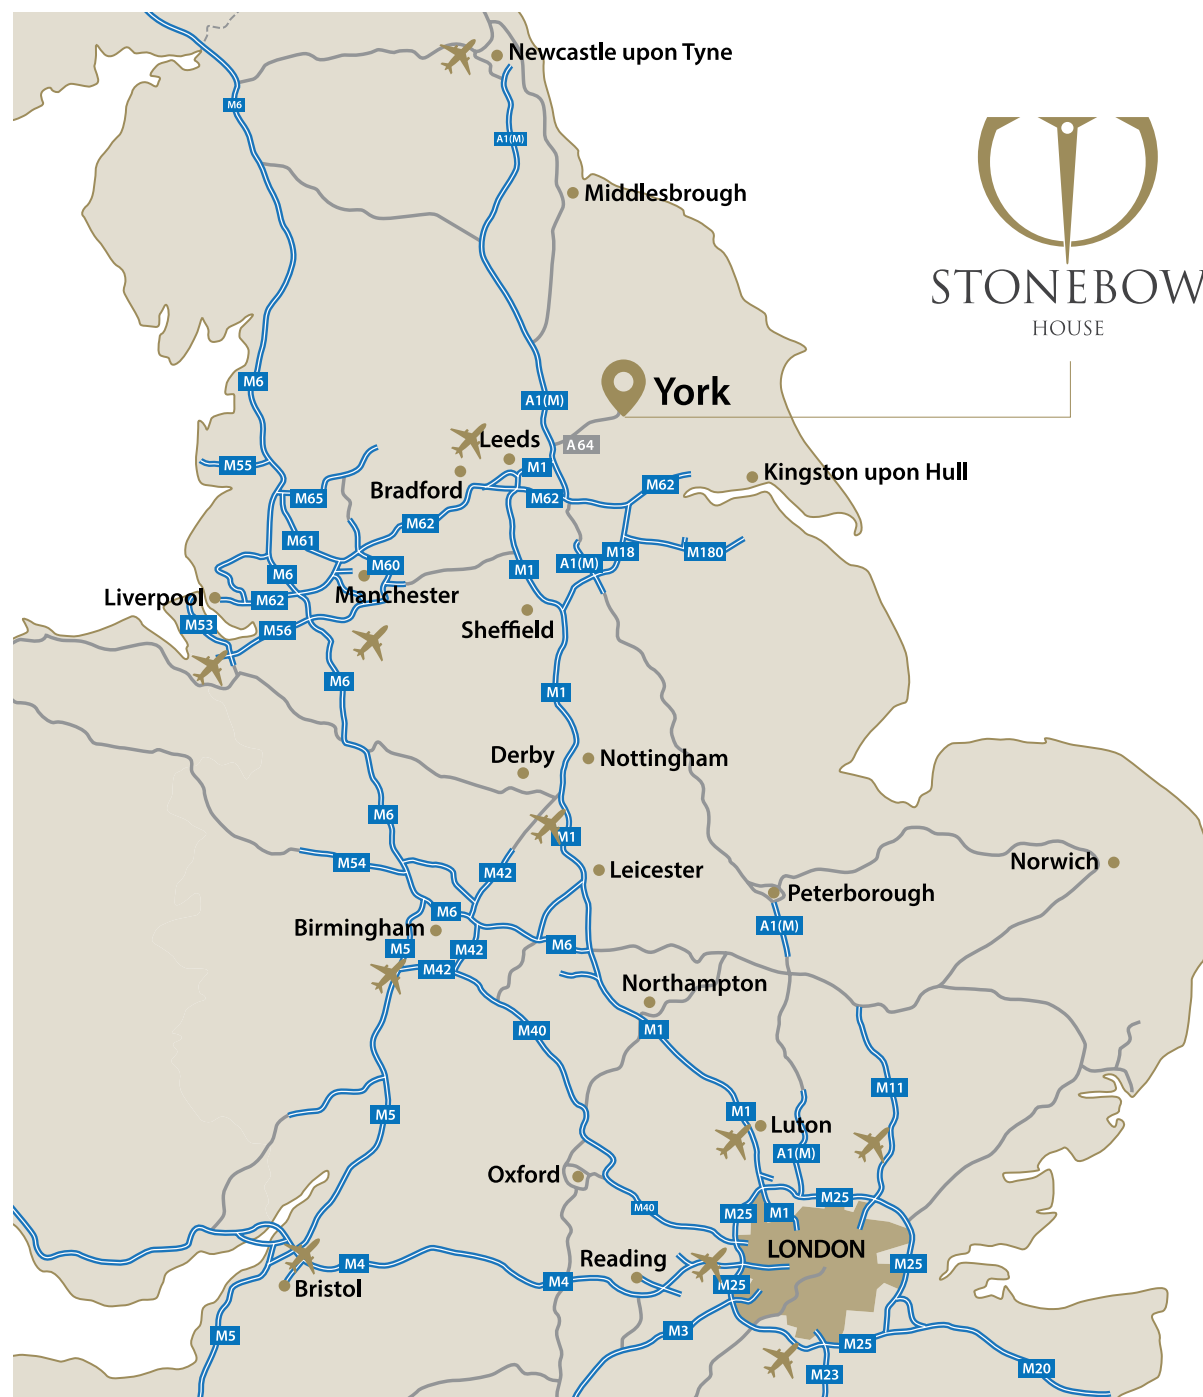 Newcastle upon Tyne
M6
A1(M)
Middlesbrough
STONEBOW
HOUSE
M6
York
A1(M)
A64
Leeds
M55
M1
Kingston upon Hull
Bradford
M65
M62
M62
M62
M61
M18
M180
M60
A1(M)
M6
M1
Manchester
Liverpool
M62
M53
M56
Sheffield
M6
M1
Derby
Nottingham
M6
M1
M54
M42
Leicester
Norwich
Peterborough
M6
Birmingham
A1(M)
M5
M42
M6
M42
Northampton
M40
M1
M11
M5
M1
Luton
A1(M)
Oxford
M25
M40
M25
M1
LONDON
Reading
M4
M25
M4
M25
Bristol
M5
M3
M25
M23
M20